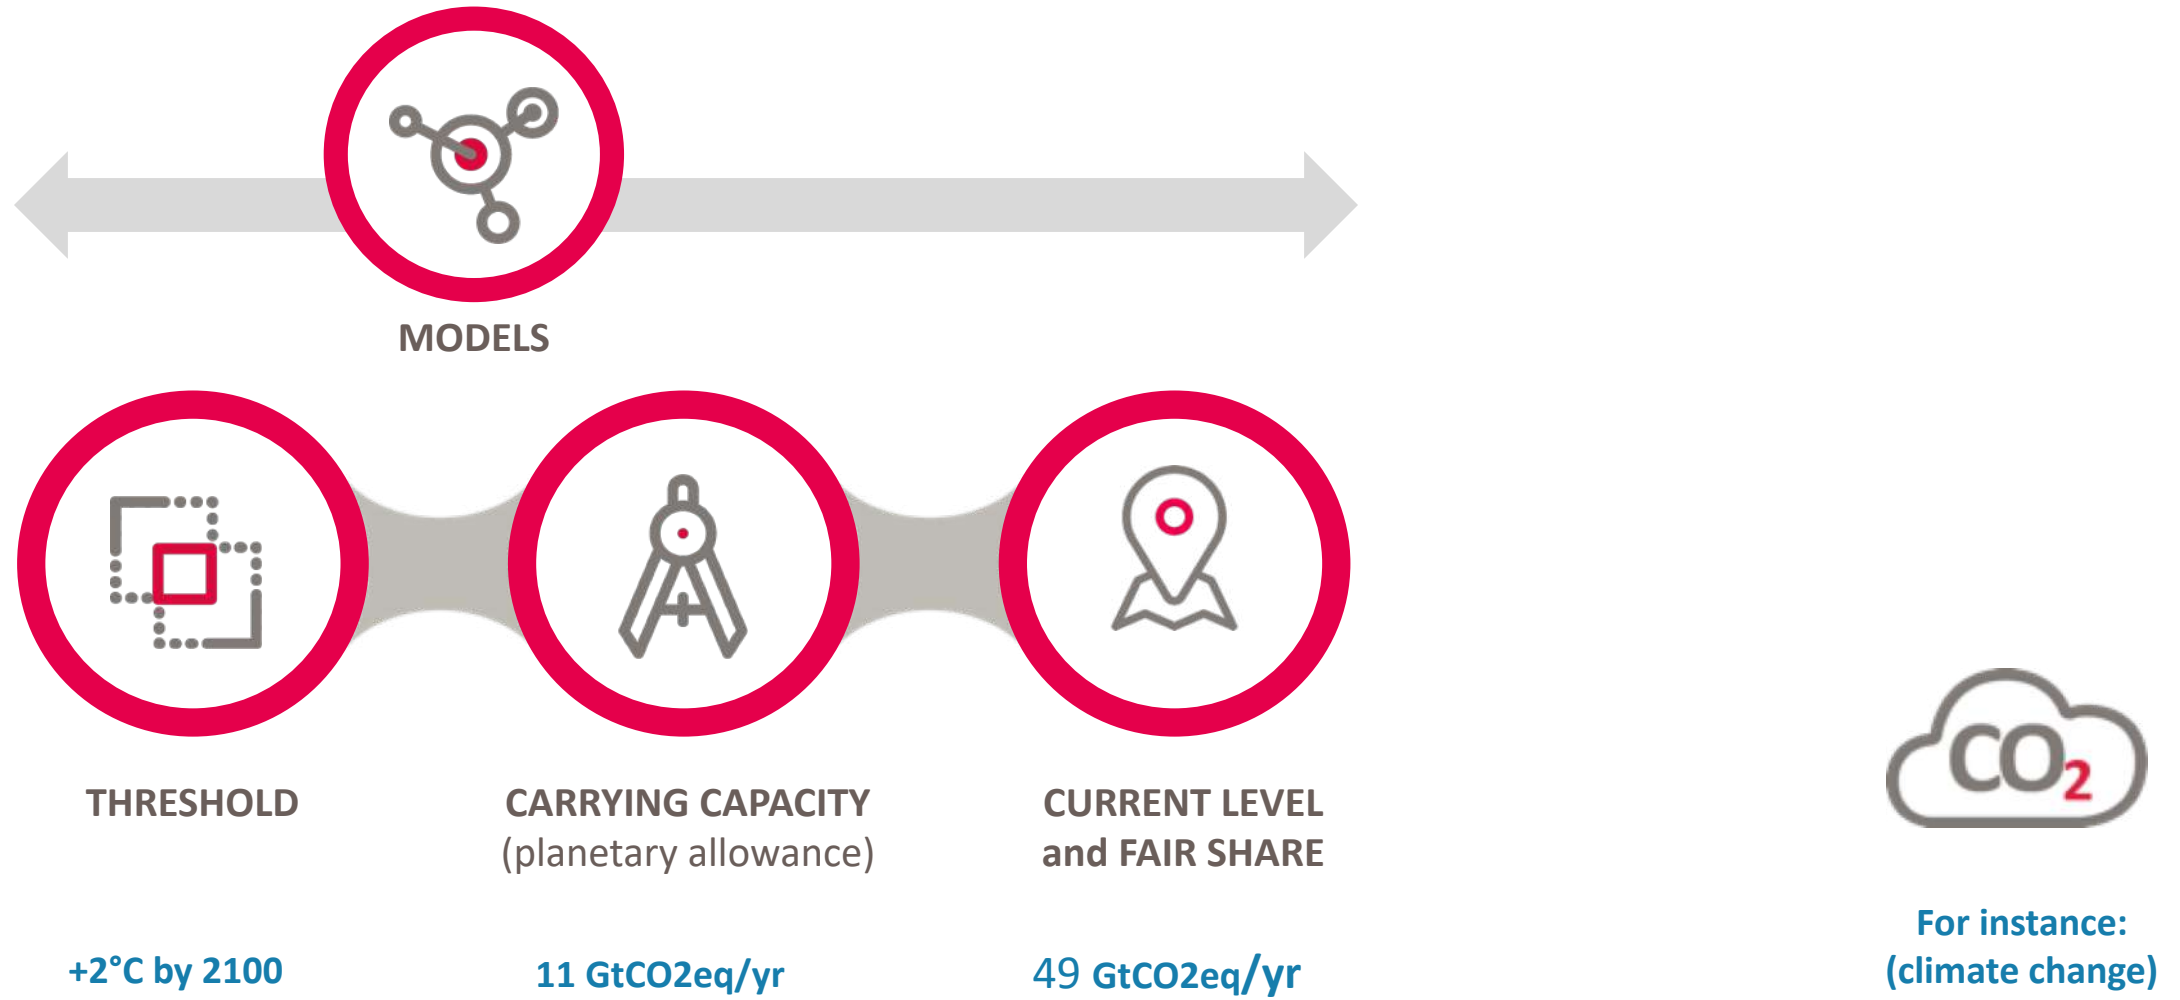 MODELS
THRESHOLD
CARRYING CAPACITY
(planetary allowance)
CURRENT LEVEL
and FAIR SHARE
CO2
+2°C by 2100
11 GtCO2eq/yr
49 GtCO2eq/yr
For instance:
(climate change)